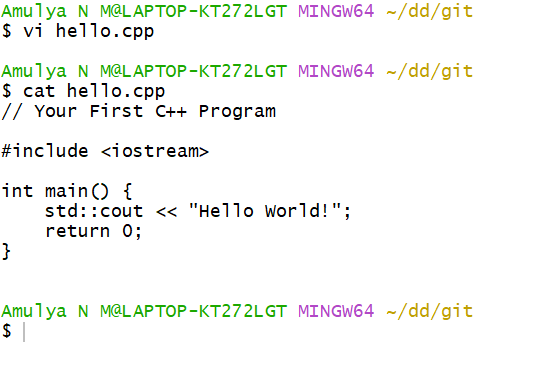 Amulya N M@LAPTOP-KT272LGT MINGW64 ~/dd/git
$ vi hello.cpp

Amulya N M@LAPTOP-KT272LGT MINGW64 ~/dd/git
$ cat hello.cpp
// Your First C++ Program

#include <iostream>

int main() {
    std::cout << "Hello World!";
    return 0;
}


Amulya N M@LAPTOP-KT272LGT MINGW64 ~/dd/git
$